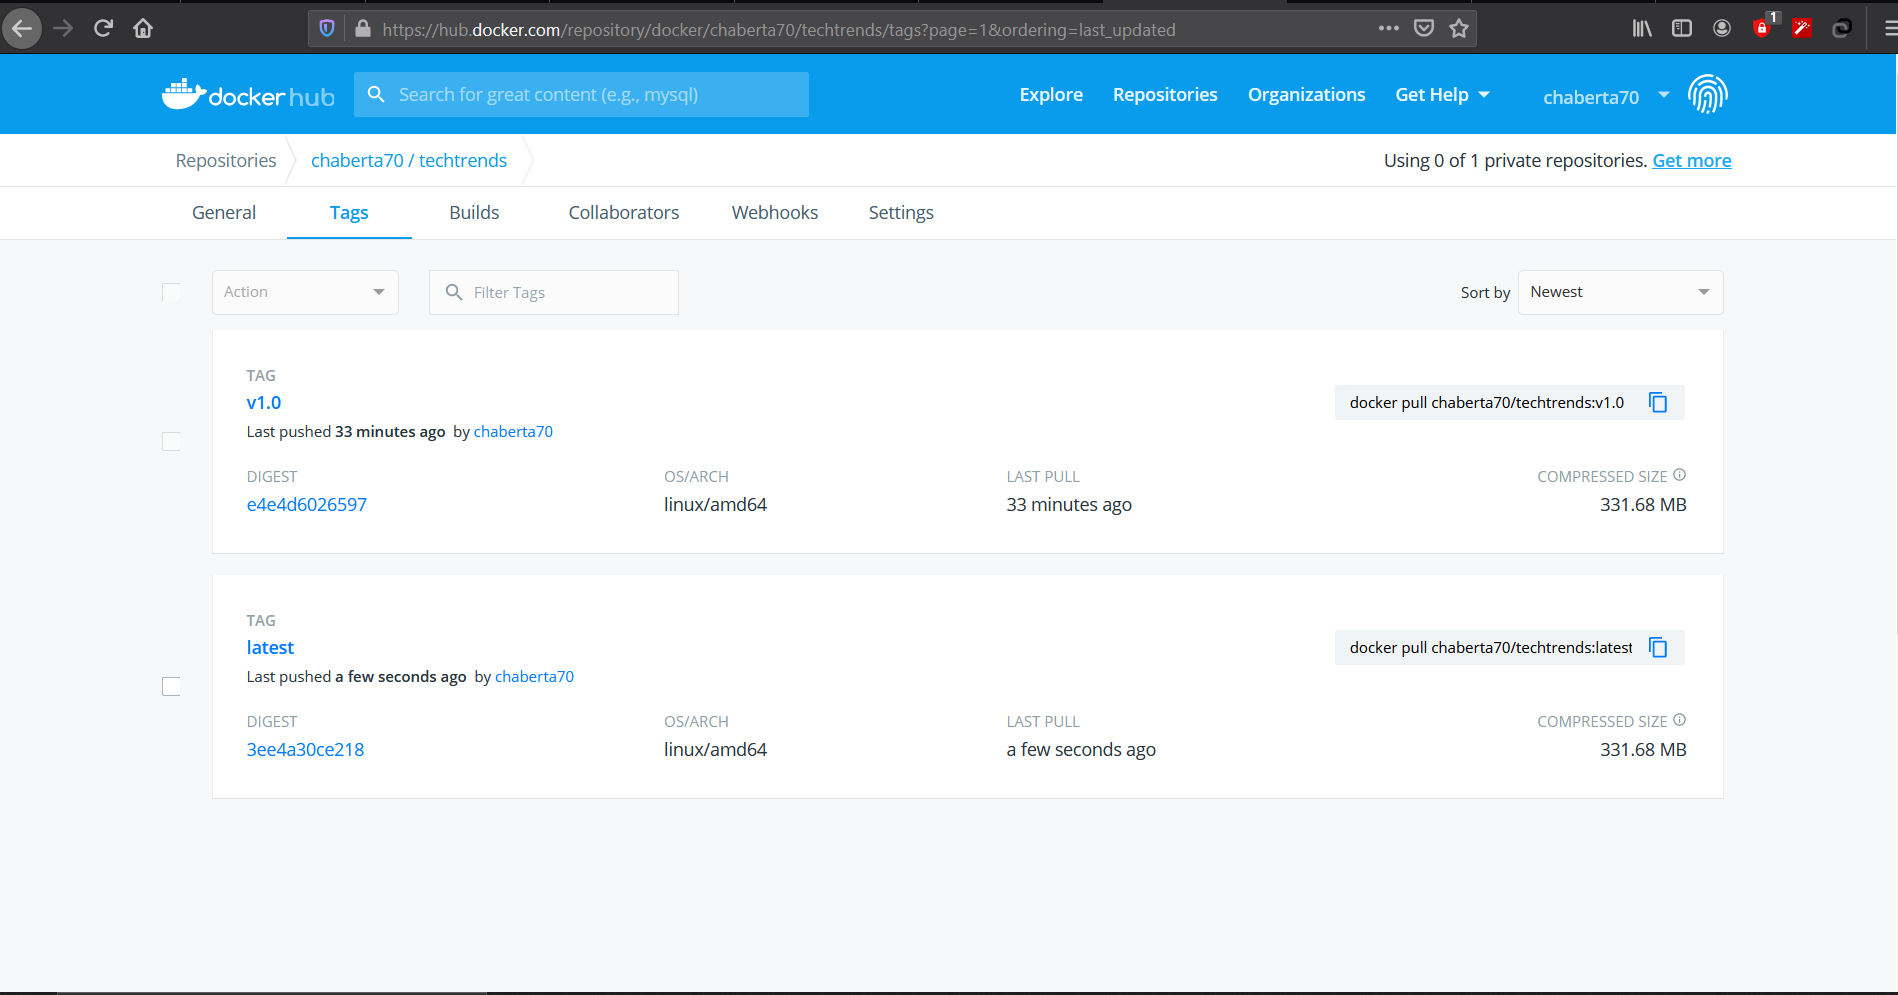 https://hub.docker.com/repository/docker/chaberta70/techtrends/tags?page=1&ordering=last_updated
1
docker hub
Search for great content (e.g., mysql)
Explore
Repositories
Organizations
Get Help
chaberta70
Repositories
chaberta70 / techtrends
Using 0 of 1 private repositories. Get more
General
Tags
Builds
Collaborators
Webhooks
Settings
Action
Filter Tags
Sort by
Newest
TAG
v1.0
docker pull chaberta70/techtrends:v1.0
Last pushed 33 minutes ago by chaberta70
DIGEST
OS/ARCH
LAST PULL
COMPRESSED SIZE
e4e4d6026597
linux/amd64
33 minutes ago
331.68 MB
TAG
latest
docker pull chaberta70/techtrends:latest
Last pushed a few seconds ago by chaberta70
DIGEST
OS/ARCH
LAST PULL
COMPRESSED SIZE
3ee4a30ce218
linux/amd64
a few seconds ago
331.68 MB